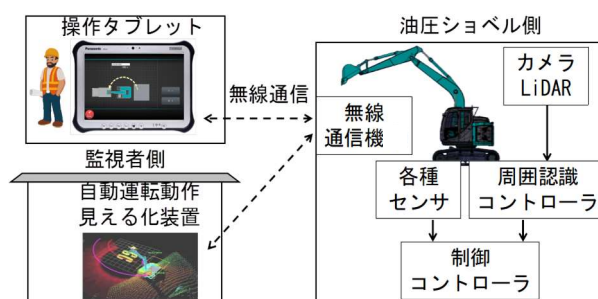 操作タブレット
Panasonic
無線通信
監視者側
自動運転動作
見える化装置
油圧ショベル側
無線
通信機
カメラ
LiDAR
各種
センサ
周囲認識
コントローラ
制御
コントローラ